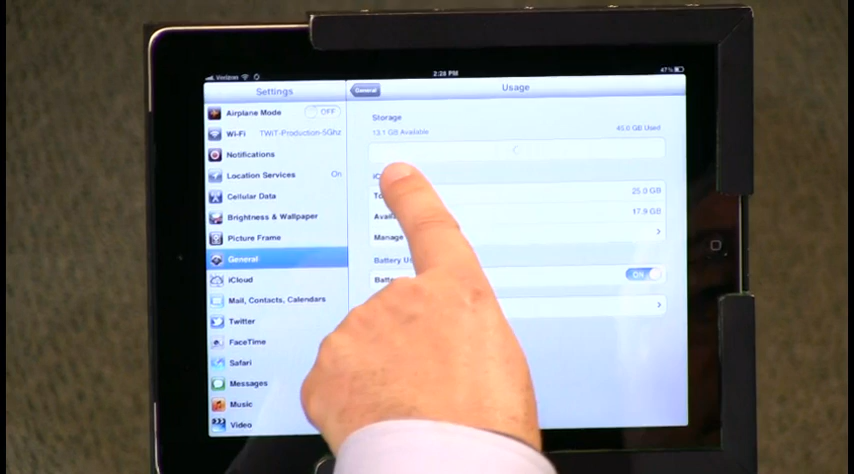 Verizon
2:28 PM
47%
Settings
Airplane Mode OFF
Wi-Fi TWiT-Production-5Ghz
Notifications
Location Services On
Cellular Data
Brightness & Wallpaper
Picture Frame
General
iCloud
Mail, Contacts, Calendars
Twitter
FaceTime
Safari
Messages
Music
Video
General
Usage
Storage
13.1 GB Available 45.0 GB Used
25.0 GB
17.9 GB
Manage
Battery
ON